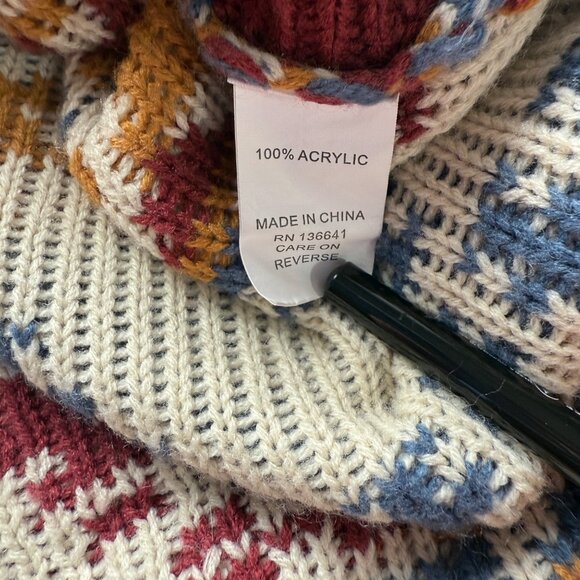 100% ACRYLIC
MADE IN CHINA
RN 136641
CARE ON
REVERSE